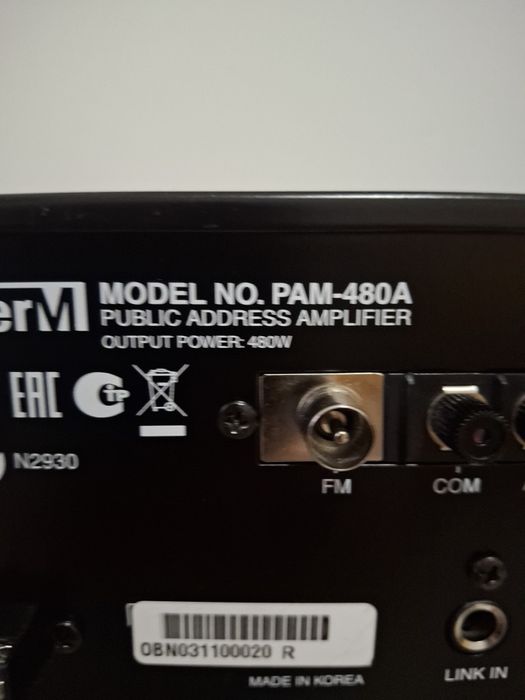 erM
MODEL NO. PAM-480A
PUBLIC ADDRESS AMPLIFIER
OUTPUT POWER: 480W
EAC
N2930
FM
COM
LINK IN
0BN031100020 R
MADE IN KOREA